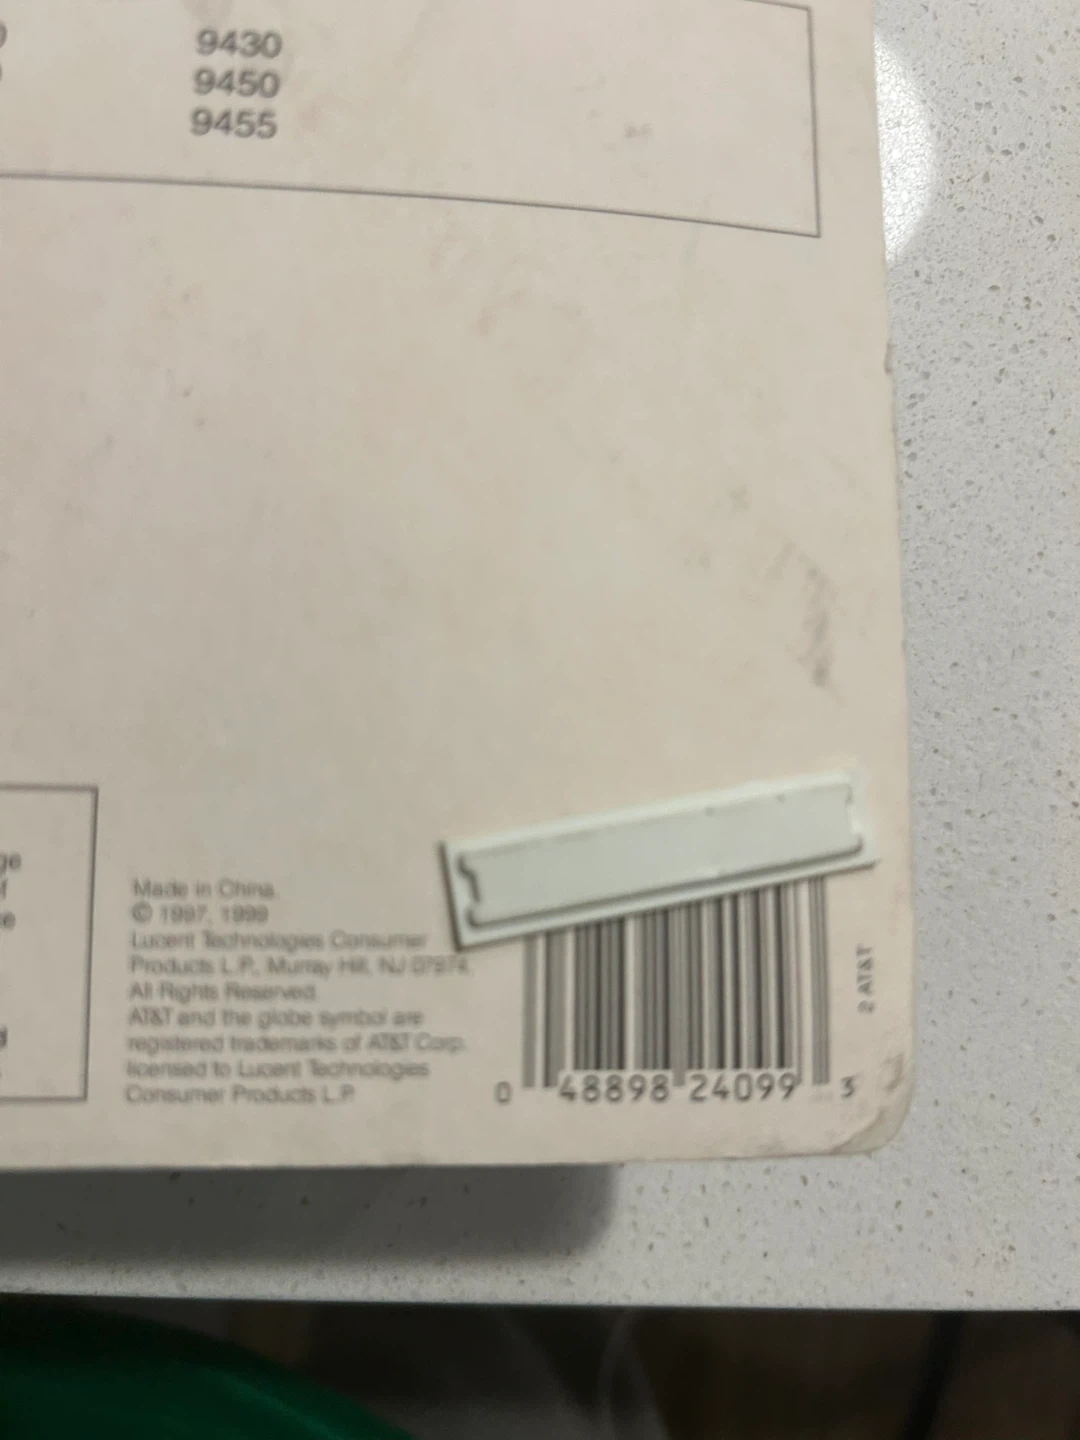 9430
9450
9455
ge
Made in China.
© 1997, 1999
Lucent Technologies Consumer
Products L.P., Murray Hill, NJ 07974.
All Rights Reserved.
AT&T and the globe symbol are
registered trademarks of AT&T Corp.
licensed to Lucent Technologies
Consumer Products L.P.
2 AT&T
0 48898 24099 3